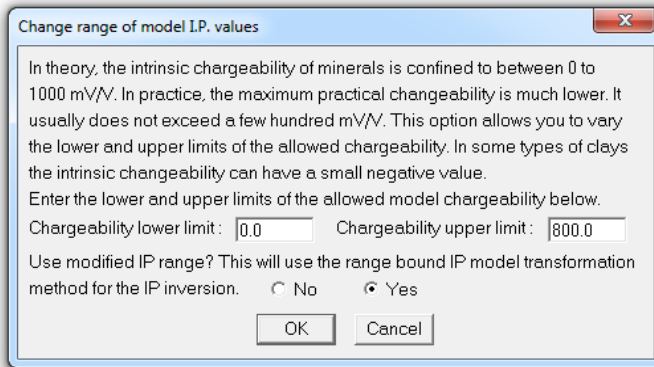 Change range of model I.P. values
In theory, the intrinsic chargeability of minerals is confined to between 0 to
1000 mV/V. In practice, the maximum practical changeability is much lower. It
usually does not exceed a few hundred mV/V. This option allows you to vary
the lower and upper limits of the allowed chargeability. In some types of clays
the intrinsic changeability can have a small negative value.
Enter the lower and upper limits of the allowed model chargeability below.
Chargeability lower limit : 0.0 Chargeability upper limit : 800.0
Use modified IP range? This will use the range bound IP model transformation
method for the IP inversion. No Yes
OK Cancel